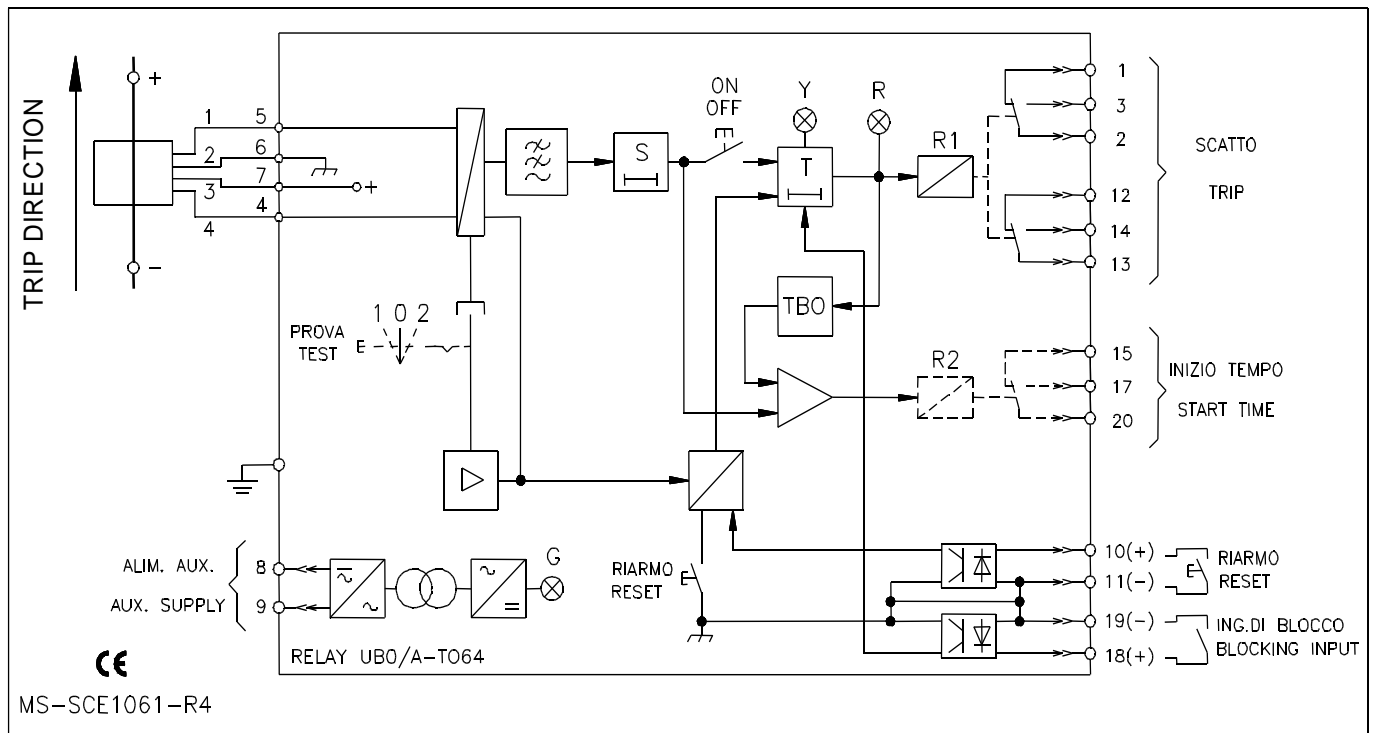 TRIP DIRECTION
+
−
1
2
3
4
5
6
7
4
+
ON
OFF
Y
R
S
T
R1
1
3
2
12
14
13
SCATTO
TRIP
TBO
PROVA
TEST
1 0 2
R2
15
17
20
INIZIO TEMPO
START TIME
ALIM. AUX.
AUX. SUPPLY
8
9
G
RIARMO
RESET
10(+)
11(−)
RIARMO
RESET
19(−)
18(+)
ING.DI BLOCCO
BLOCKING INPUT
RELAY UB0/A−TO64
CE
MS−SCE1061−R4